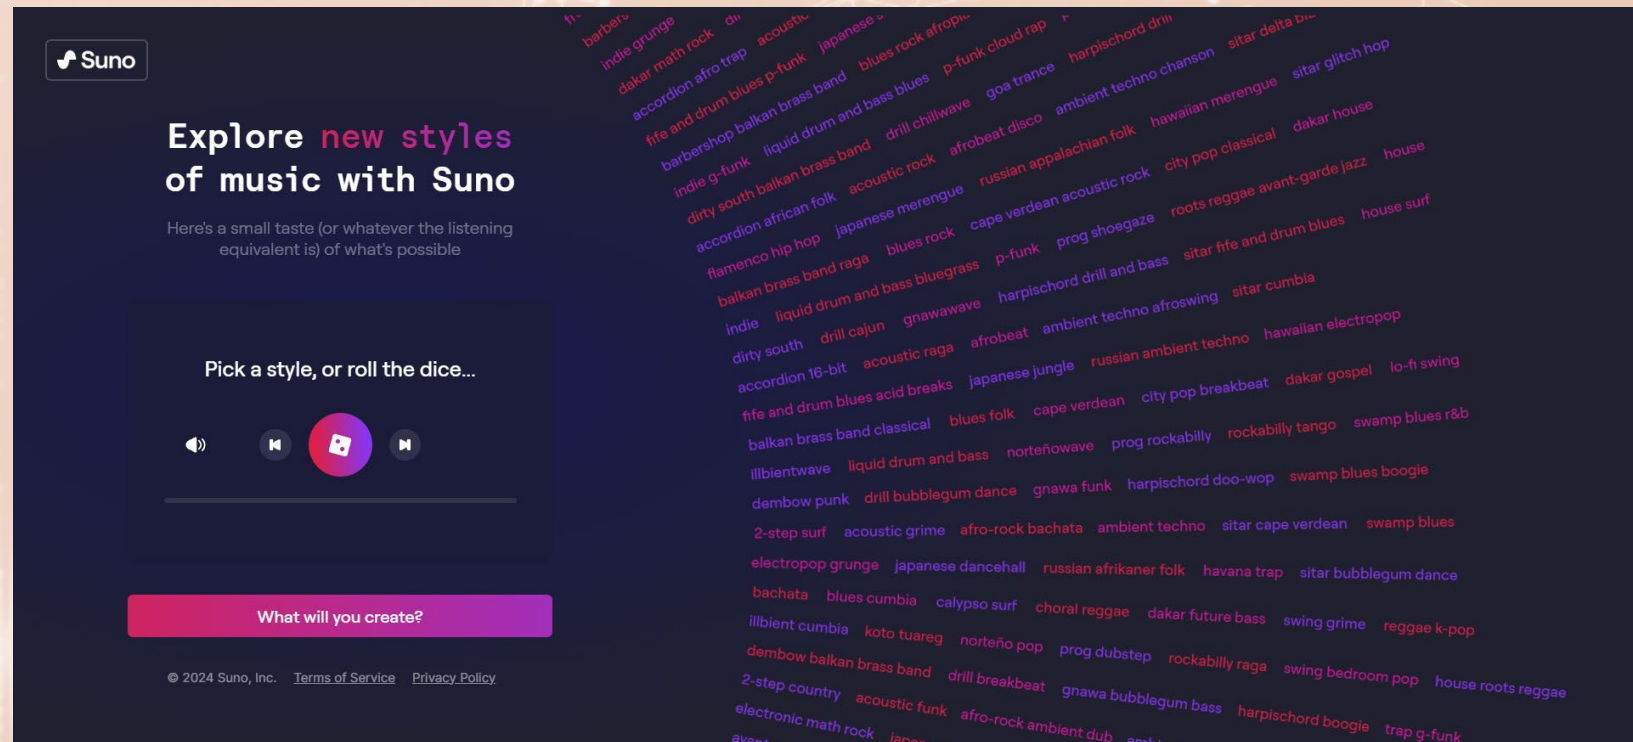 Suno
Explore new styles
of music with Suno
Here's a small taste (or whatever the listening
equivalent is) of what's possible
Pick a style, or roll the dice...
What will you create?
© 2024 Suno, Inc. Terms of Service Privacy Policy
indie grunge
dakar math rock
accordion afro trap acoustic
fife and drum blues p-funk japanese
barbershop balkan brass band blues rock afropi
indie g-funk liquid drum and bass blues p-funk cloud rap
dirty south balkan brass band drill chillwave goa trance harpischord drill
accordion african folk acoustic rock afrobeat disco ambient techno chanson sitar delta
flamenco hip hop japanese merengue russian appalachian folk hawaiian merengue sitar glitch hop
balkan brass band raga blues rock cape verdean acoustic rock city pop classical dakar house
indie liquid drum and bass bluegrass p-funk prog shoegaze roots reggae avant-garde jazz house
dirty south drill cajun gnawawave harpischord drill and bass sitar fife and drum blues house surf
accordion 16-bit acoustic raga afrobeat ambient techno afroswing sitar cumbia
fife and drum blues acid breaks japanese jungle russian ambient techno hawaiian electropop
balkan brass band classical blues folk cape verdean city pop breakbeat dakar gospel lo-fi swing
illbientwave liquid drum and bass norteñowave prog rockabilly rockabilly tango swamp blues r&b
dembow punk drill bubblegum dance gnawa funk harpischord doo-wop swamp blues boogie
2-step surf acoustic grime afro-rock bachata ambient techno sitar cape verdean swamp blues
electropop grunge japanese dancehall russian afrikaner folk havana trap sitar bubblegum dance
bachata blues cumbia calypso surf choral reggae dakar future bass swing grime reggae k-pop
illbient cumbia koto tuareg norteño pop prog dubstep rockabilly raga swing bedroom pop house roots reggae
dembow balkan brass band drill breakbeat gnawa bubblegum bass harpischord boogie trap g-funk
2-step country acoustic funk afro-rock ambient dub
electronic math rock